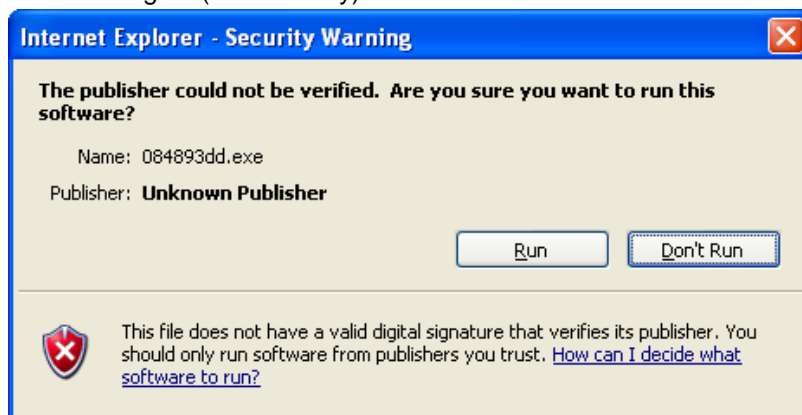 Internet Explorer - Security Warning
The publisher could not be verified. Are you sure you want to run this
software?
Name: 084893dd.exe
Publisher: Unknown Publisher
Run
Don't Run
This file does not have a valid digital signature that verifies its publisher. You
should only run software from publishers you trust. How can I decide what
software to run?